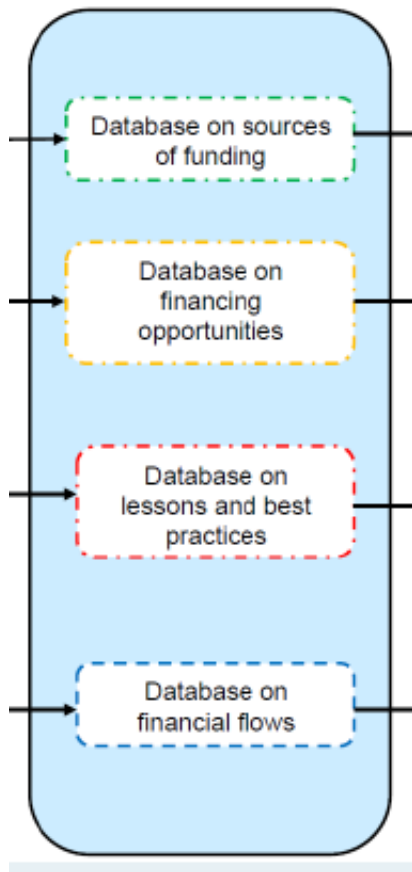 Database on sources
of funding
Database on
financing
opportunities
Database on
lessons and best
practices
Database on
financial flows